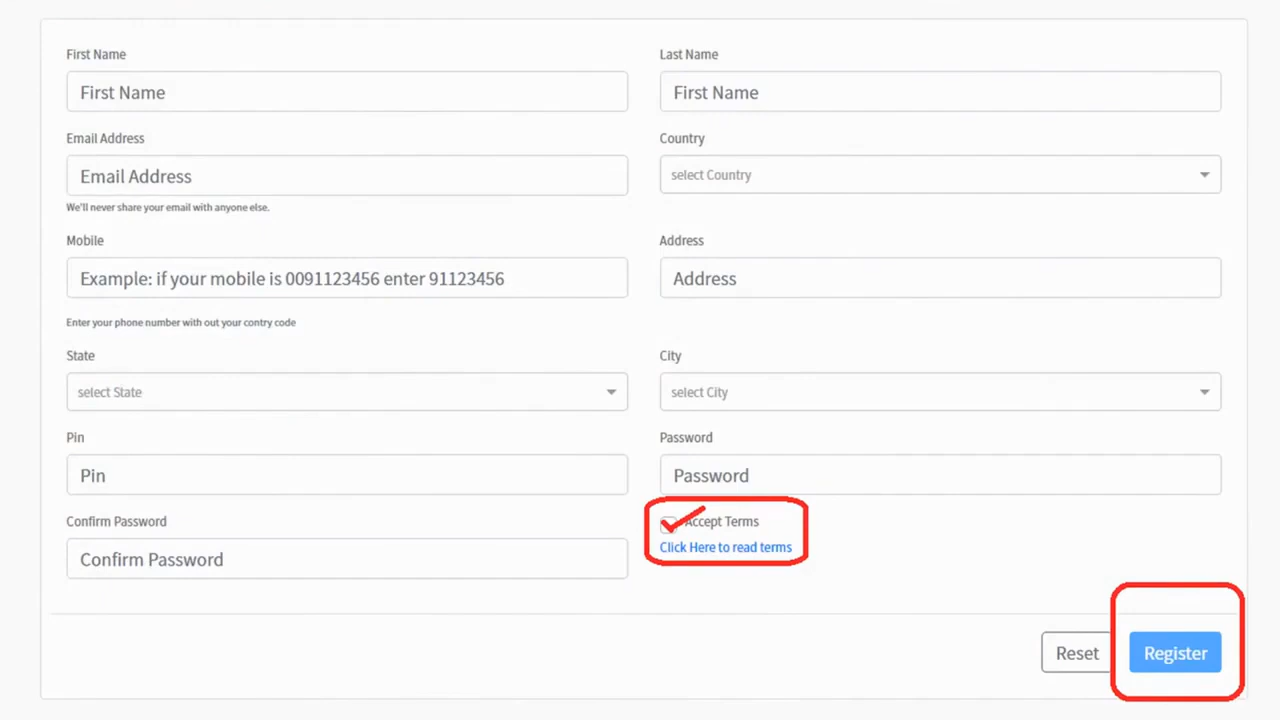 First Name
Last Name
First Name
First Name
Email Address
Country
Email Address
select Country
We'll never share your email with anyone else.
Mobile
Address
Example: if your mobile is 0091123456 enter 91123456
Address
Enter your phone number with out your contry code
State
City
select State
select City
Pin
Password
Pin
Password
Confirm Password
Accept Terms
Click Here to read terms
Confirm Password
Reset
Register